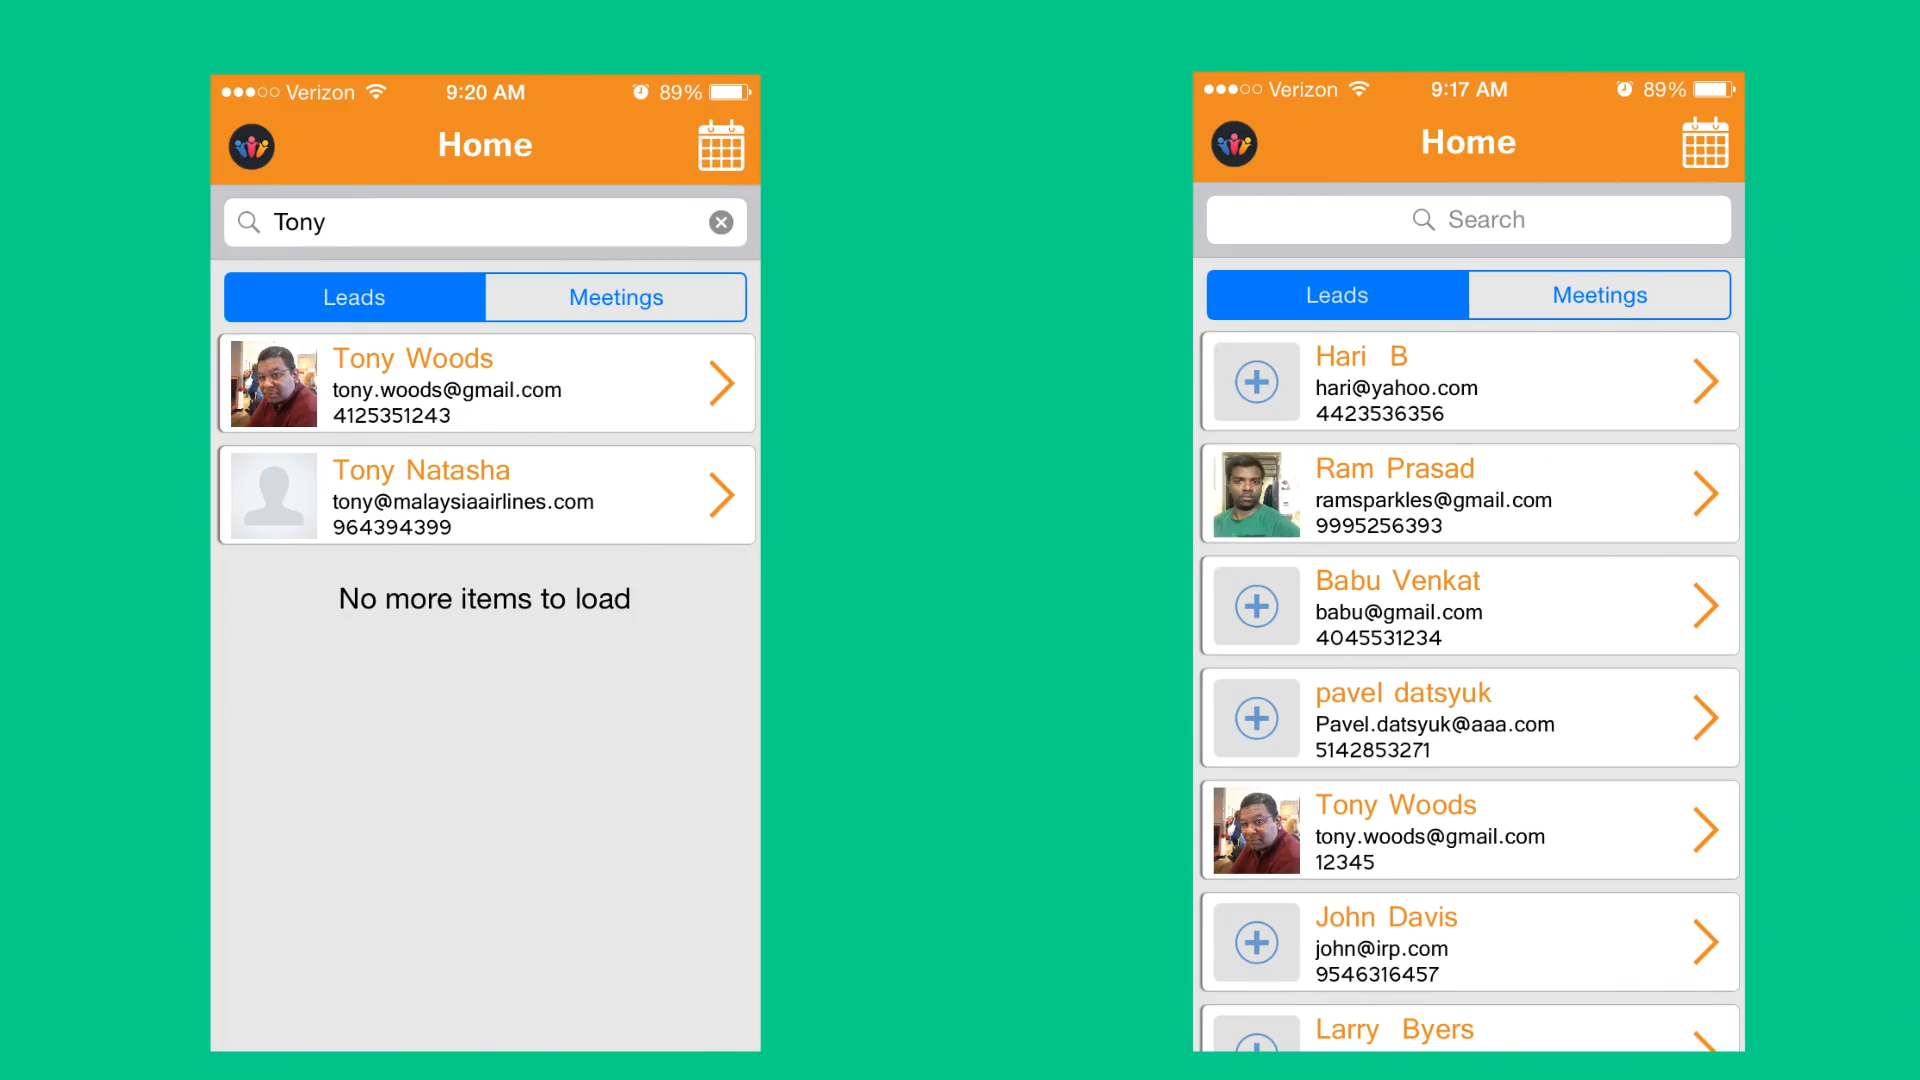 Verizon 9:20 AM 89%
Home
Tony
Leads Meetings
Tony Woods
tony.woods@gmail.com
4125351243
Tony Natasha
tony@malaysiaairlines.com
964394399
No more items to load
Verizon 9:17 AM 89%
Home
Search
Leads Meetings
Hari B
hari@yahoo.com
4423536356
Ram Prasad
ramsparkles@gmail.com
9995256393
Babu Venkat
babu@gmail.com
4045531234
pavel datsyuk
Pavel.datsyuk@aaa.com
5142853271
Tony Woods
tony.woods@gmail.com
12345
John Davis
john@irp.com
9546316457
Larry Byers